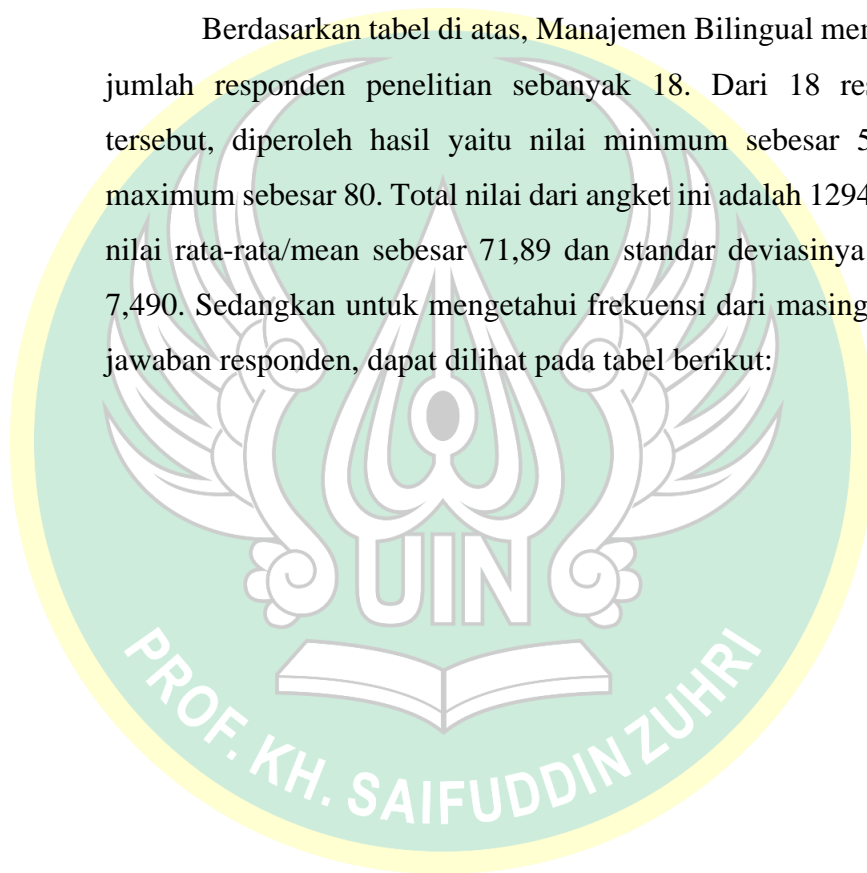 Berdasarkan tabel di atas, Manajemen Bilingual
jumlah responden penelitian sebanyak 18. Dari 18
tersebut, diperoleh hasil yaitu nilai minimum sebesar
maximum sebesar 80. Total nilai dari angket ini adalah 1294
nilai rata-rata/mean sebesar 71,89 dan standar deviasinya
7,490. Sedangkan untuk mengetahui frekuensi dari masing
jawaban responden, dapat dilihat pada tabel berikut:
UIN
PROF. KH. SAIFUDDIN ZUHRI